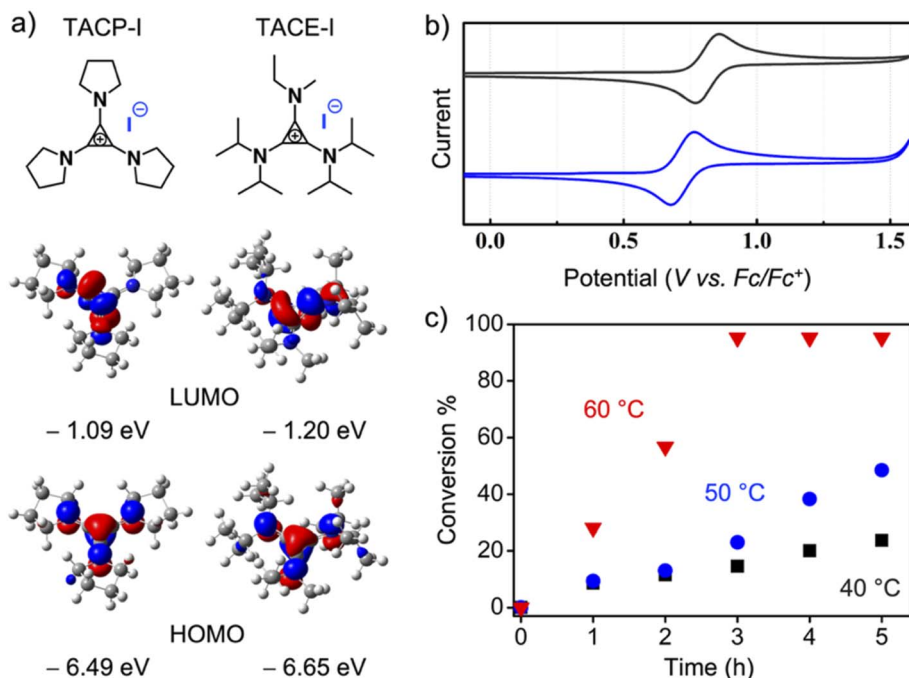 a)
TACP-I
TACE-I
N
N
N
I⊖
⊕
N
N
N
I⊖
⊕
LUMO
– 1.09 eV
– 1.20 eV
HOMO
– 6.49 eV
– 6.65 eV
b)
Current
0.0
0.5
1.0
1.5
Potential (V vs. Fc/Fc⁺)
c)
Conversion %
100
80
60
40
20
0
60 °C
50 °C
40 °C
0
1
2
3
4
5
Time (h)